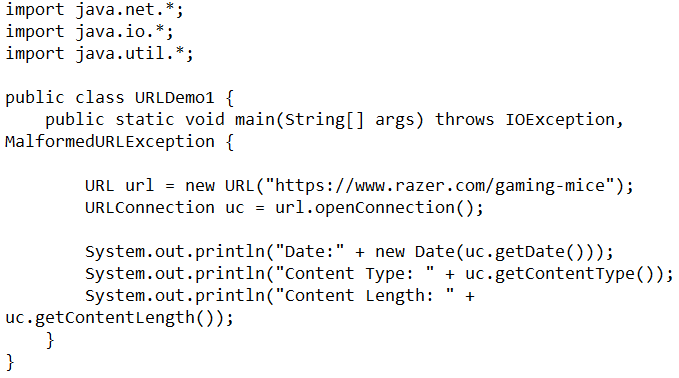 import java.net.*;
import java.io.*;
import java.util.*;

public class URLDemo1 {
    public static void main(String[] args) throws IOException,
MalformedURLException {

        URL url = new URL("https://www.razer.com/gaming-mice");
        URLConnection uc = url.openConnection();

        System.out.println("Date:" + new Date(uc.getDate()));
        System.out.println("Content Type: " + uc.getContentType());
        System.out.println("Content Length: " +
uc.getContentLength());
    }
}